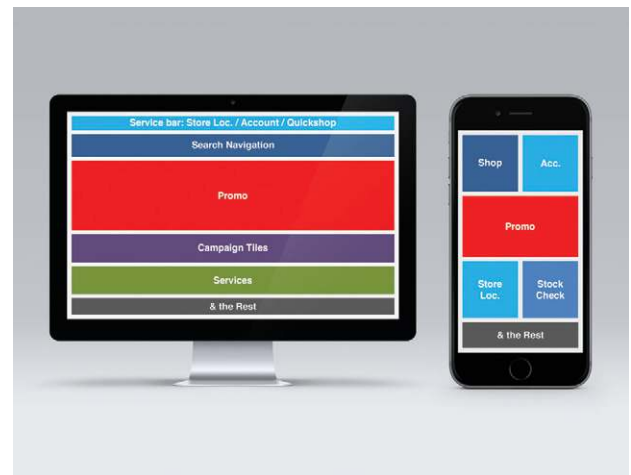 Service bar: Store Loc. / Account / Quickshop
Search Navigation
Promo
Campaign Tiles
Services
& the Rest
Shop
Acc.
Promo
Store
Loc.
Stock
Check
& the Rest